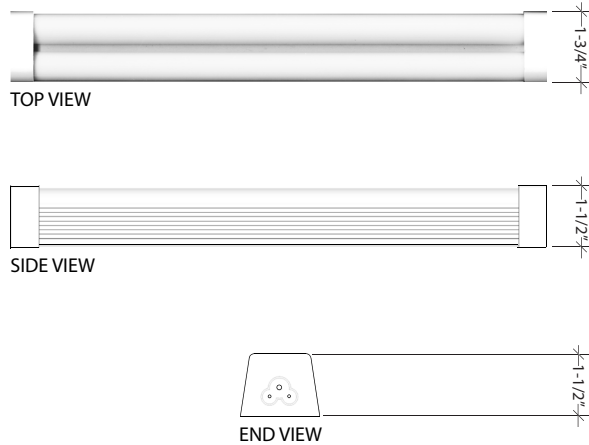 1-3/4"
TOP VIEW
1-1/2"
SIDE VIEW
1-1/2"
END VIEW